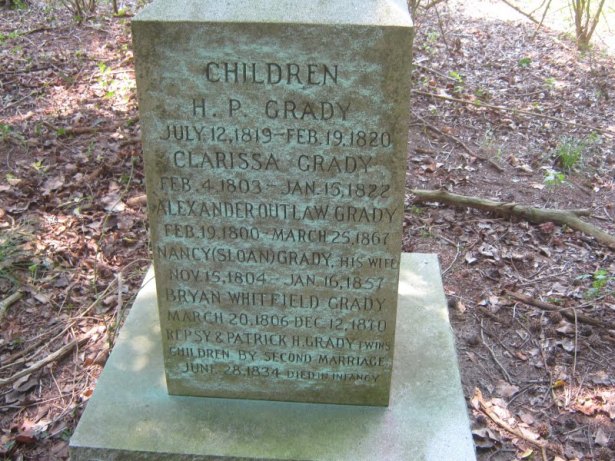 CHILDREN
H. P. GRADY
JULY 12, 1819 - FEB. 19, 1820
CLARISSA GRADY
FEB. 4, 1803 - JAN. 15, 1822
ALEXANDER OUTLAW GRADY
FEB. 19, 1800 - MARCH 25, 1867
NANCY (SLOAN) GRADY, HIS WIFE
NOV. 15, 1804 - JAN. 16, 1857
BRYAN WHITFIELD GRADY
MARCH 20, 1806 - DEC. 12, 1870
REPSY & PATRICK H. GRADY TWINS
CHILDREN BY SECOND MARRIAGE
JUNE 28, 1834 DIED IN INFANCY